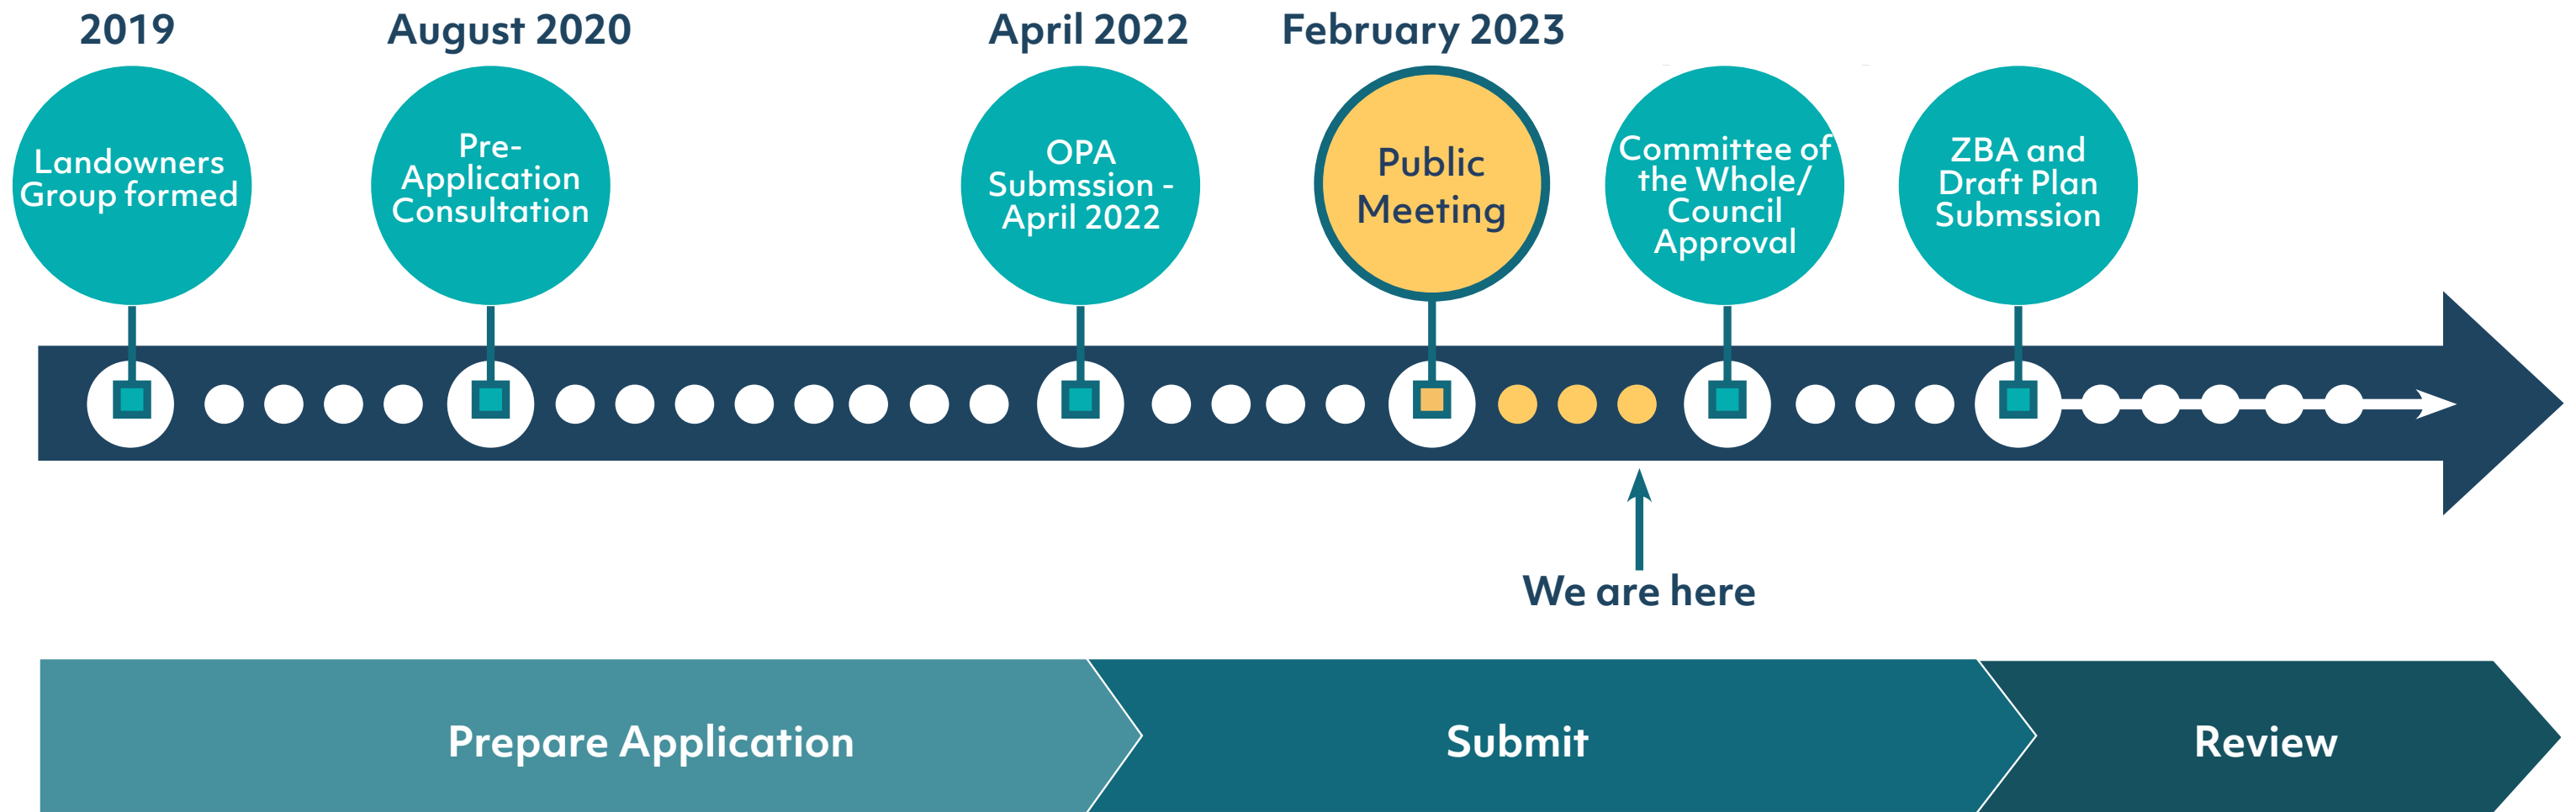 2019
August 2020
April 2022
February 2023
Landowners
Group formed
Pre-
Application
Consultation
OPA
Submssion -
April 2022
Public
Meeting
Committee of
the Whole/
Council
Approval
ZBA and
Draft Plan
Submssion
We are here
Prepare Application
Submit
Review